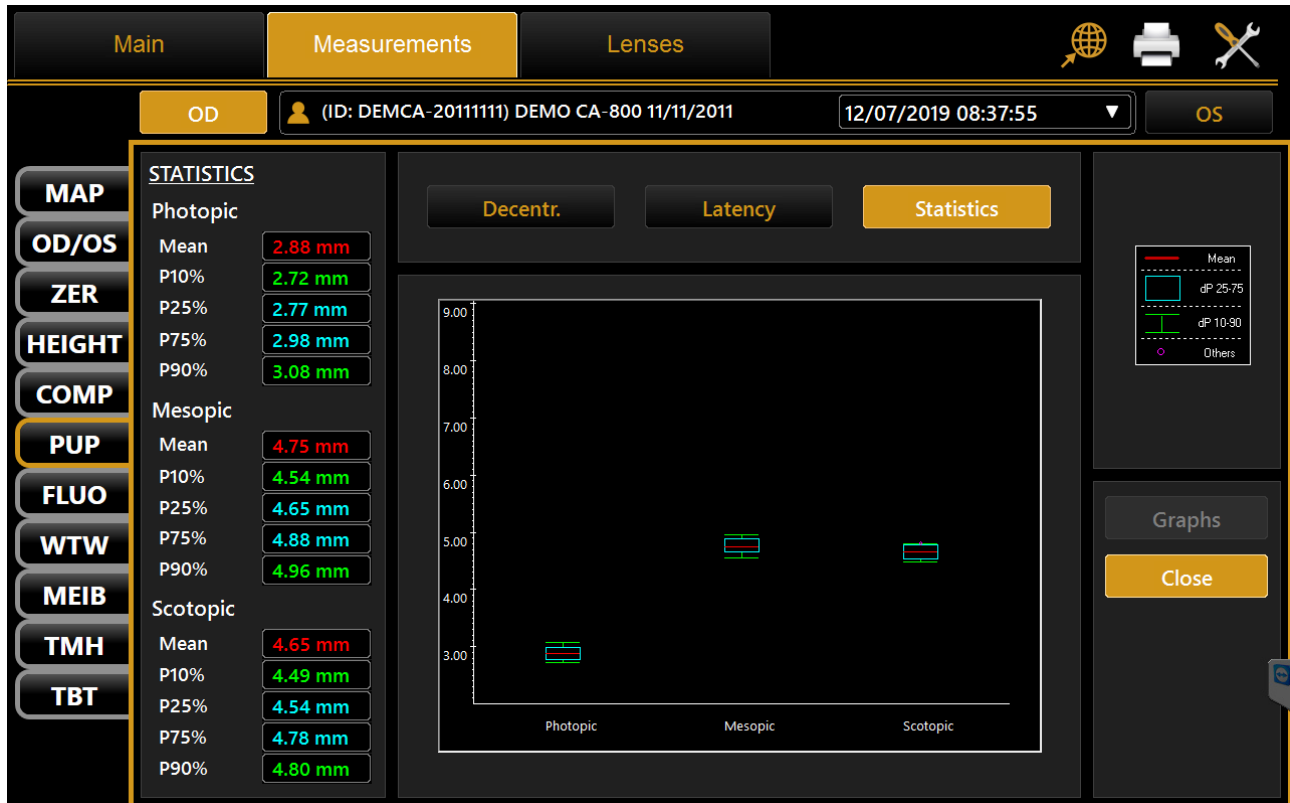 Main Measurements Lenses
OD (ID: DEMCA-20111111) DEMO CA-800 11/11/2011 12/07/2019 08:37:55 ▼ OS
MAP
OD/OS
ZER
HEIGHT
COMP
PUP
FLUO
WTW
MEIB
TMH
TBT
STATISTICS
Photopic
Mean 2.88 mm
P10% 2.72 mm
P25% 2.77 mm
P75% 2.98 mm
P90% 3.08 mm
Mesopic
Mean 4.75 mm
P10% 4.54 mm
P25% 4.65 mm
P75% 4.88 mm
P90% 4.96 mm
Scotopic
Mean 4.65 mm
P10% 4.49 mm
P25% 4.54 mm
P75% 4.78 mm
P90% 4.80 mm
Decentr. Latency Statistics
9.00
8.00
7.00
6.00
5.00
4.00
3.00
Photopic Mesopic Scotopic
Mean
dP 25-75
dP 10-90
Others
Graphs
Close